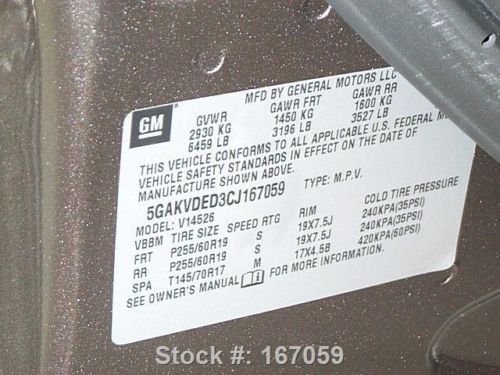 MFD BY GENERAL MOTORS LLC
GM GVWR GAWR FRT GAWR RR
2930 KG 1450 KG 1600 KG
6459 LB 3196 LB 3527 LB
THIS VEHICLE CONFORMS TO ALL APPLICABLE U.S. FEDERAL M
VEHICLE SAFETY STANDARDS IN EFFECT ON THE DATE OF
MANUFACTURE SHOWN ABOVE.
5GAKVDED3CJ167059 TYPE: M.P.V.
MODEL: V14526
VBBM TIRE SIZE SPEED RTG RIM COLD TIRE PRESSURE
FRT P255/60R19 S 19X7.5J 240KPA(35PSI)
RR P255/60R19 S 19X7.5J 240KPA(35PSI)
SPA T145/70R17 M 17X4.5B 420KPA(60PSI)
SEE OWNER'S MANUAL FOR MORE INFORMATION.
Stock #: 167059